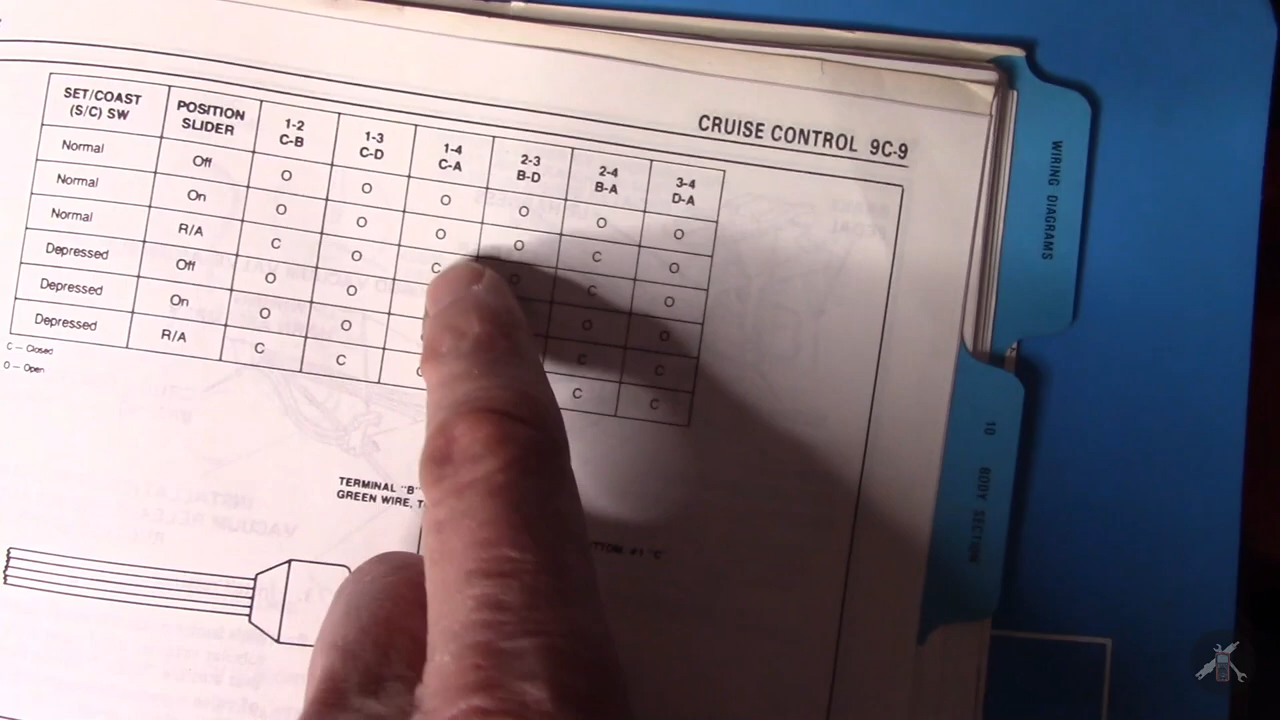 CRUISE CONTROL 9C-9
SET/COAST (S/C) SW POSITION SLIDER 1-2 C-B 1-3 C-D 1-4 C-A 2-3 B-D 2-4 B-A 3-4 D-A
Normal Off O O O O O O
Normal On O O O O C O
Normal R/A C O C O C O
Depressed Off O O O O
Depressed On O O C C
Depressed R/A C C C C
C – Closed
O – Open
TERMINAL "B"
GREEN WIRE,
WIRING DIAGRAMS
10 BODY SECTION